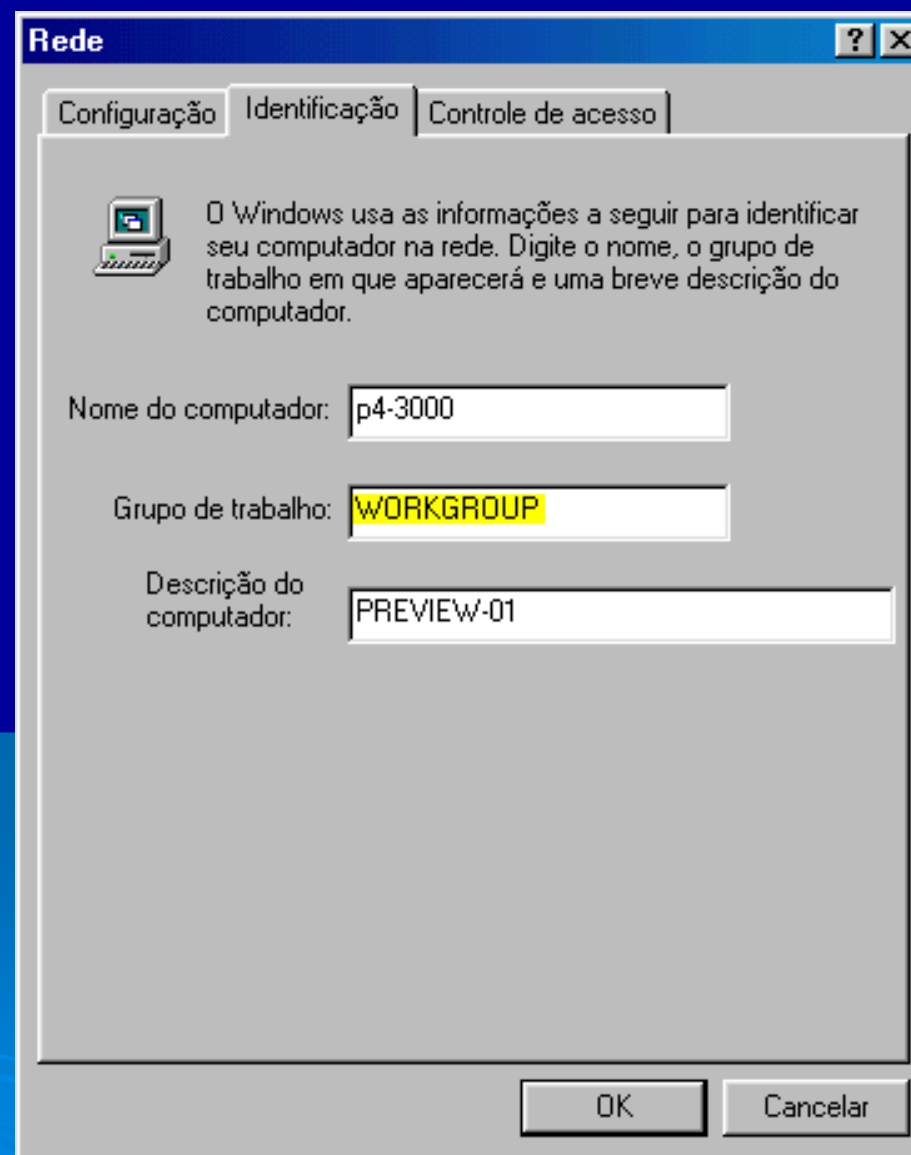 Rede
Configuração
Identificação
Controle de acesso
O Windows usa as informações a seguir para identificar
seu computador na rede. Digite o nome, o grupo de
trabalho em que aparecerá e uma breve descrição do
computador.
Nome do computador: p4-3000
Grupo de trabalho: WORKGROUP
Descrição do
computador: PREVIEW-01
OK
Cancelar